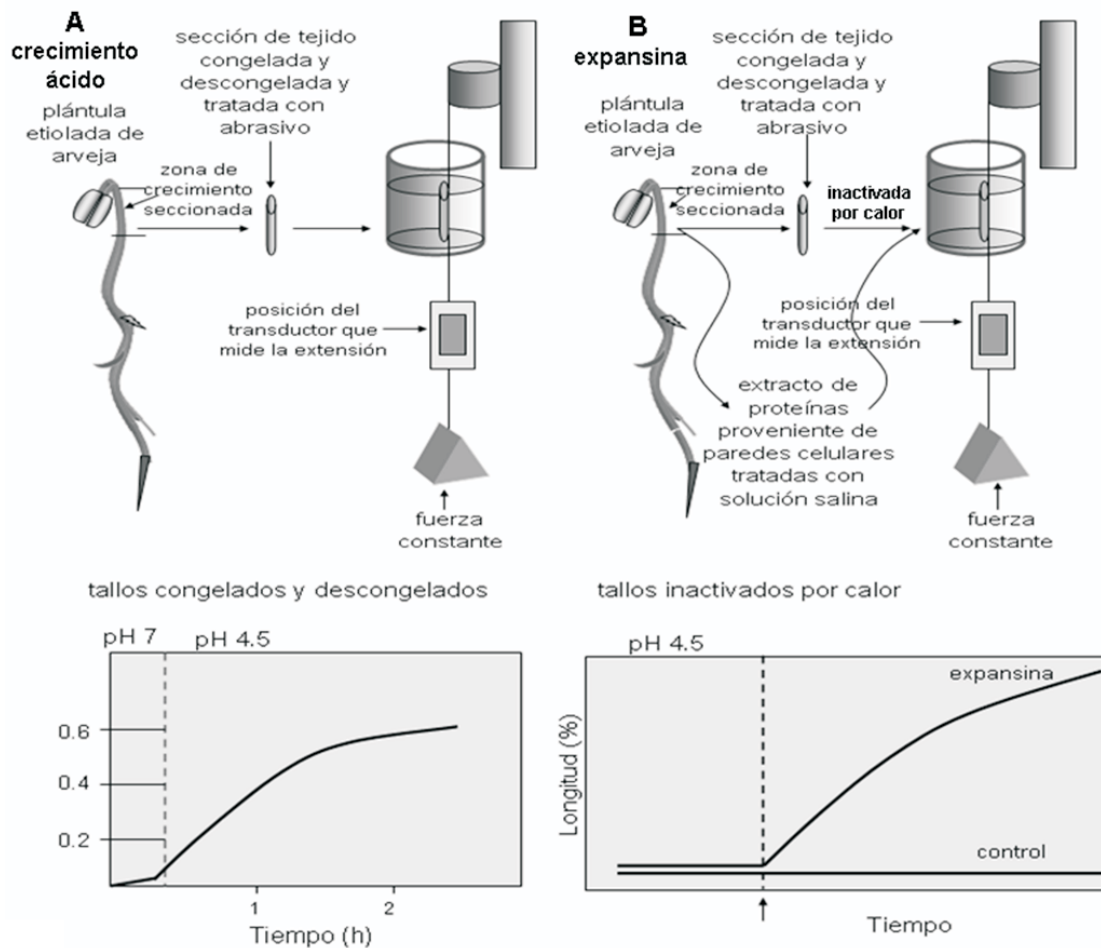 A
crecimiento
ácido
plántula
etiolada de
arveja
sección de tejido
congelada y
descongelada y
tratada con
abrasivo
zona de
crecimiento
seccionada
posición del
transductor que
mide la extensión
fuerza
constante
B
expansina
plántula
etiolada de
arveja
sección de tejido
congelada y
descongelada y
tratada con
abrasivo
zona de
crecimiento
seccionada
inactivada
por calor
posición del
transductor que
mide la extensión
extracto de
proteínas
proveniente de
paredes celulares
tratadas con
solución salina
fuerza
constante
tallos congelados y descongelados
pH 7 pH 4.5
0.6
0.4
0.2
1 2
Tiempo (h)
tallos inactivados por calor
pH 4.5
expansina
Longitud (%)
control
Tiempo